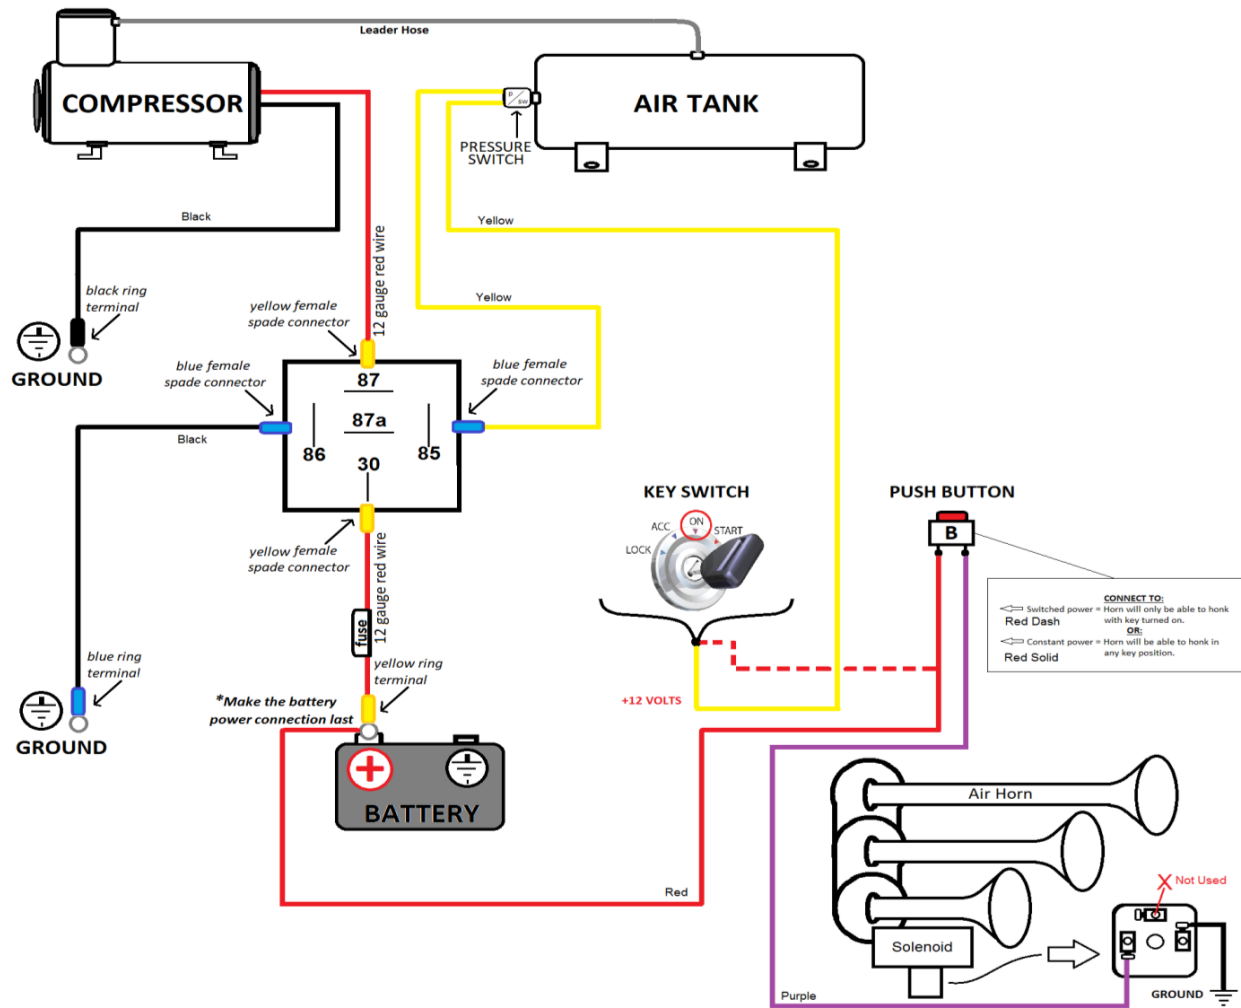 Leader Hose
COMPRESSOR
AIR TANK
P
SW
PRESSURE
SWITCH
Black
Yellow
12 gauge red wire
black ring
terminal
yellow female
spade connector
Yellow
GROUND
blue female
spade connector
blue female
spade connector
87
87a
86
85
30
Black
KEY SWITCH
ACC
ON
START
LOCK
PUSH BUTTON
B
yellow female
spade connector
12 gauge red wire
fuse
CONNECT TO:
Switched power = Horn will only be able to honk
Red Dash
with key turned on.
OR:
Constant power = Horn will be able to honk in
Red Solid
any key position.
blue ring
terminal
yellow ring
terminal
*Make the battery
power connection last
+12 VOLTS
GROUND
+
BATTERY
Air Horn
Red
X Not Used
Solenoid
Purple
GROUND